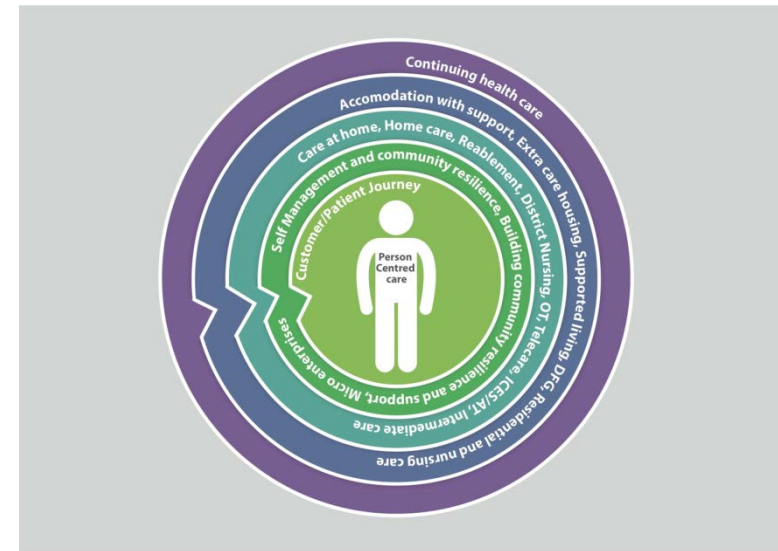 Continuing health care
Accomodation with support, Extra care housing, Supported living, DFG, Residential and nursing care
Care at home, Home care, Reablement, District Nursing, OT, Telecare, ICES/AT, Intermediate care
Self Management and community resilience, Building community resilience and support, Micro enterprises
Customer/Patient Journey
Person
Centred
care